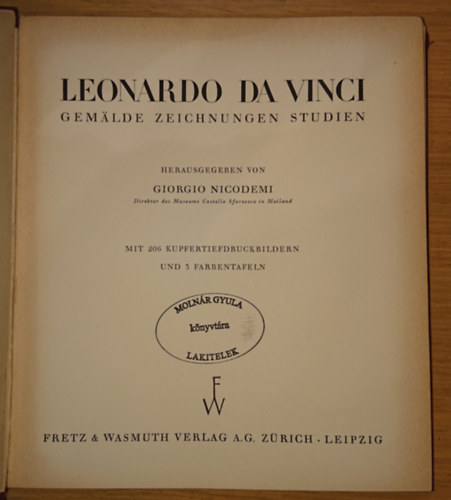 LEONARDO DA VINCI
GEMÄLDE ZEICHNUNGEN STUDIEN
HERAUSGEGEBEN VON
GIORGIO NICODEMI
Direktor des Museums Castello Sforzesco in Mailand
MIT 206 KUPFERTIEFDRUCKBILDERN
UND 5 FARBENTAFELN
MOLNÁR GYULA
könyvtára
LAKITELEK
F
W
FRETZ & WASMUTH VERLAG A.G. ZÜRICH · LEIPZIG